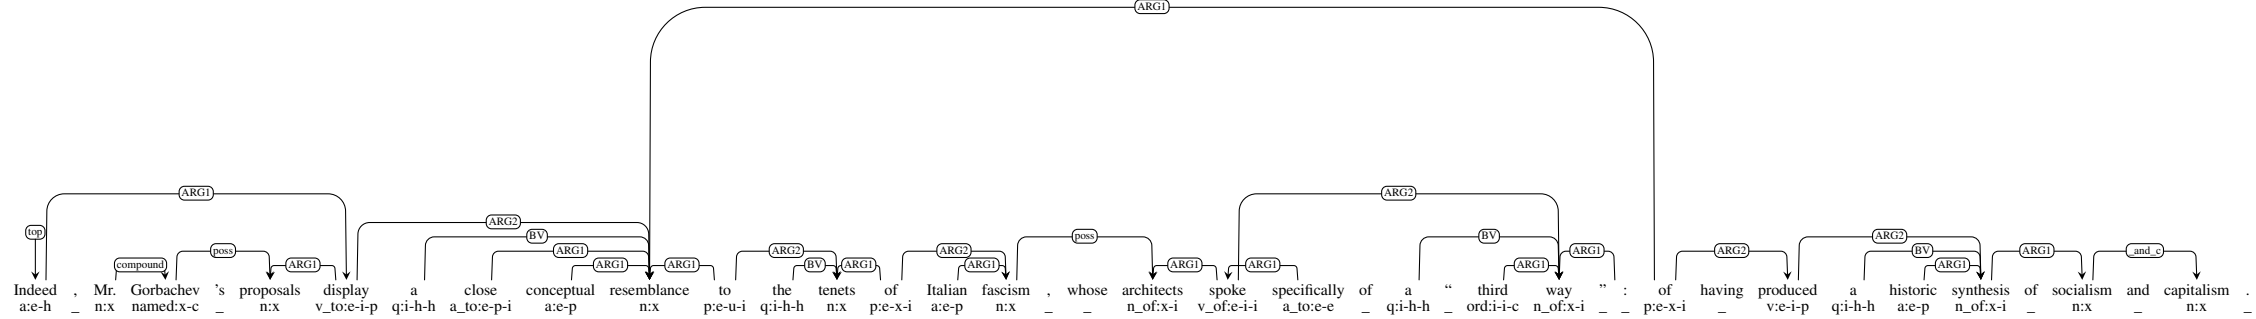 ARG1
ARG1 ARG2
top ARG2
BV poss BV
poss ARG1 ARG2 ARG2 ARG1 ARG2 ARG2 BV ARG1 _and_c
compound ARG1 ARG1 ARG1 BV ARG1 ARG1 ARG1 ARG1 ARG1 ARG1
Indeed , Mr. Gorbachev 's proposals display a close conceptual resemblance to the tenets of Italian fascism , whose architects spoke specifically of a “ third way ” : of having produced a historic synthesis of socialism and capitalism .
a:e-h _ n:x named:x-c _ n:x v_to:e-i-p q:i-h-h a_to:e-p-i a:e-p n:x p:e-u-i q:i-h-h n:x p:e-x-i a:e-p n:x _ _ n_of:x-i v_of:e-i-i a_to:e-e _ q:i-h-h _ ord:i-i-c n_of:x-i _ _ p:e-x-i _ v:e-i-p q:i-h-h a:e-p n_of:x-i _ n:x _ n:x _